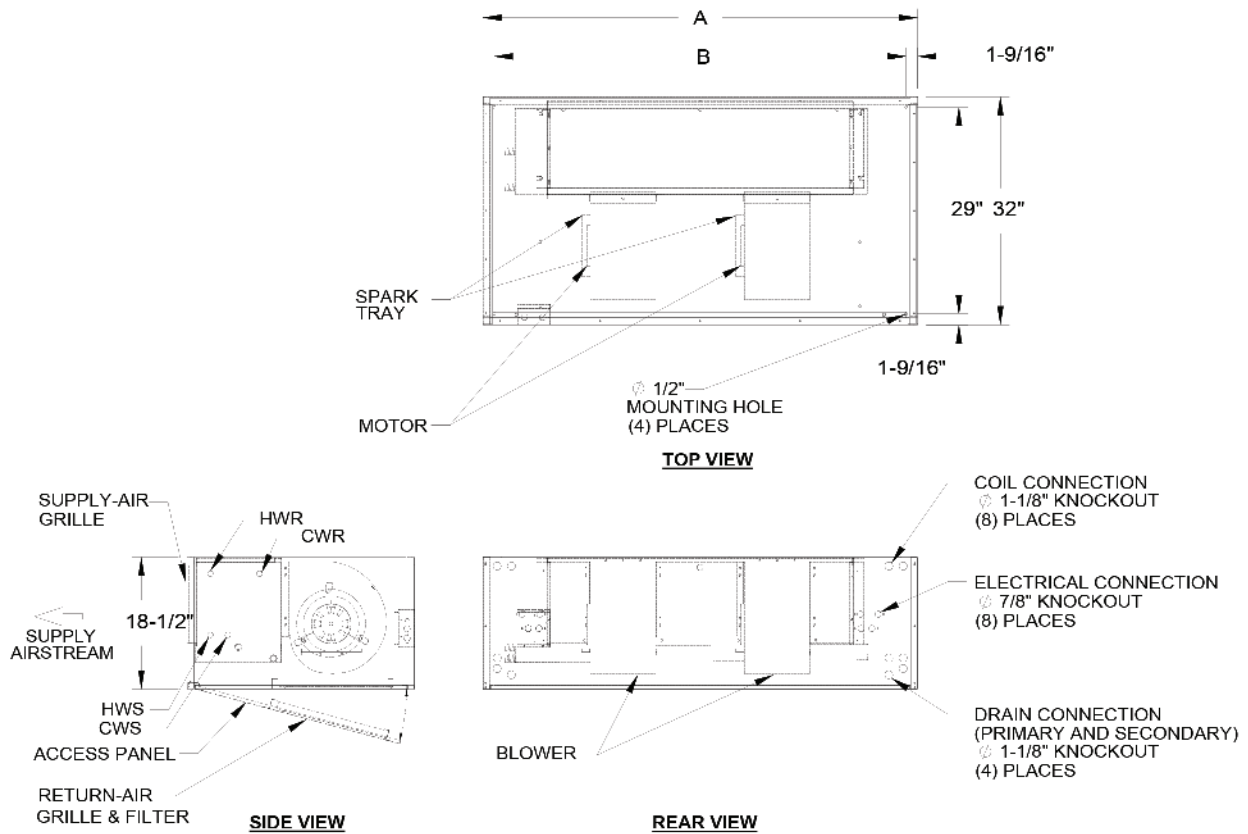 A
B
1-9/16"
29" 32"
SPARK
TRAY
1-9/16"
∅ 1/2"
MOUNTING HOLE
(4) PLACES
MOTOR
TOP VIEW
SUPPLY-AIR
GRILLE
HWR
CWR
18-1/2"
SUPPLY
AIRSTREAM
HWS
CWS
ACCESS PANEL
RETURN-AIR
GRILLE & FILTER
SIDE VIEW
COIL CONNECTION
∅ 1-1/8" KNOCKOUT
(8) PLACES
ELECTRICAL CONNECTION
∅ 7/8" KNOCKOUT
(8) PLACES
DRAIN CONNECTION
(PRIMARY AND SECONDARY)
∅ 1-1/8" KNOCKOUT
(4) PLACES
BLOWER
REAR VIEW